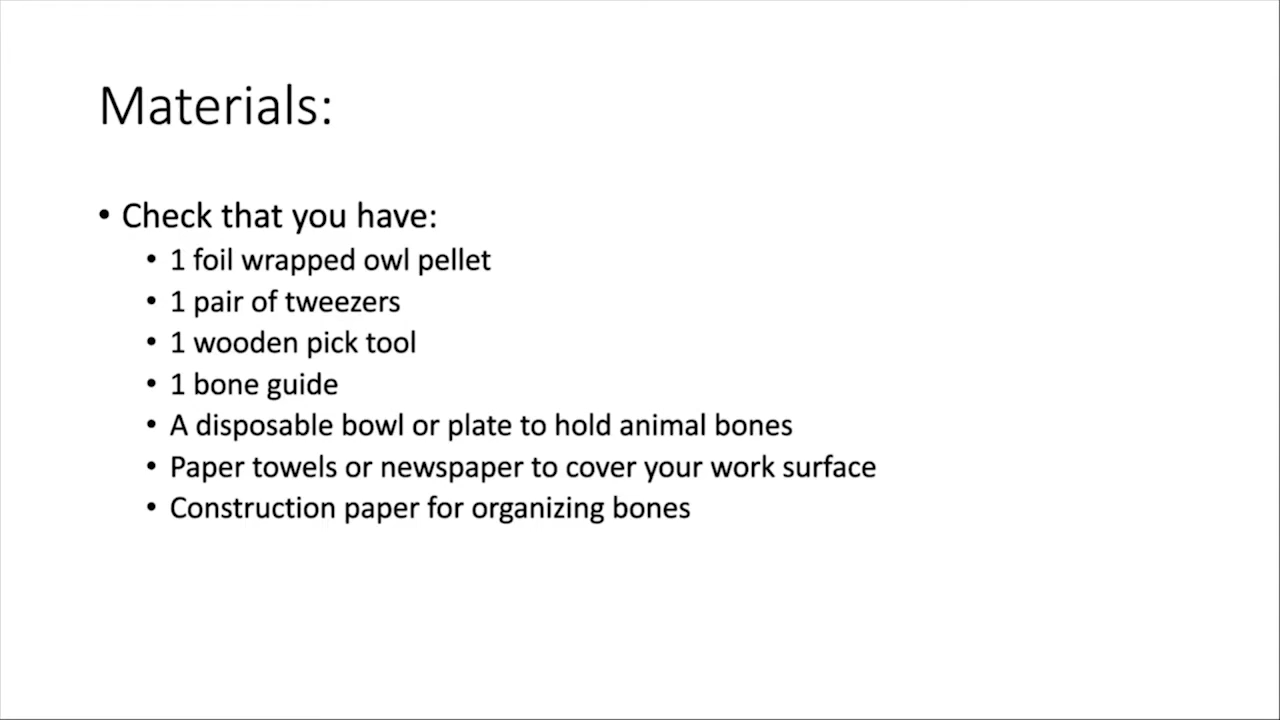 Materials:
• Check that you have:
• 1 foil wrapped owl pellet
• 1 pair of tweezers
• 1 wooden pick tool
• 1 bone guide
• A disposable bowl or plate to hold animal bones
• Paper towels or newspaper to cover your work surface
• Construction paper for organizing bones